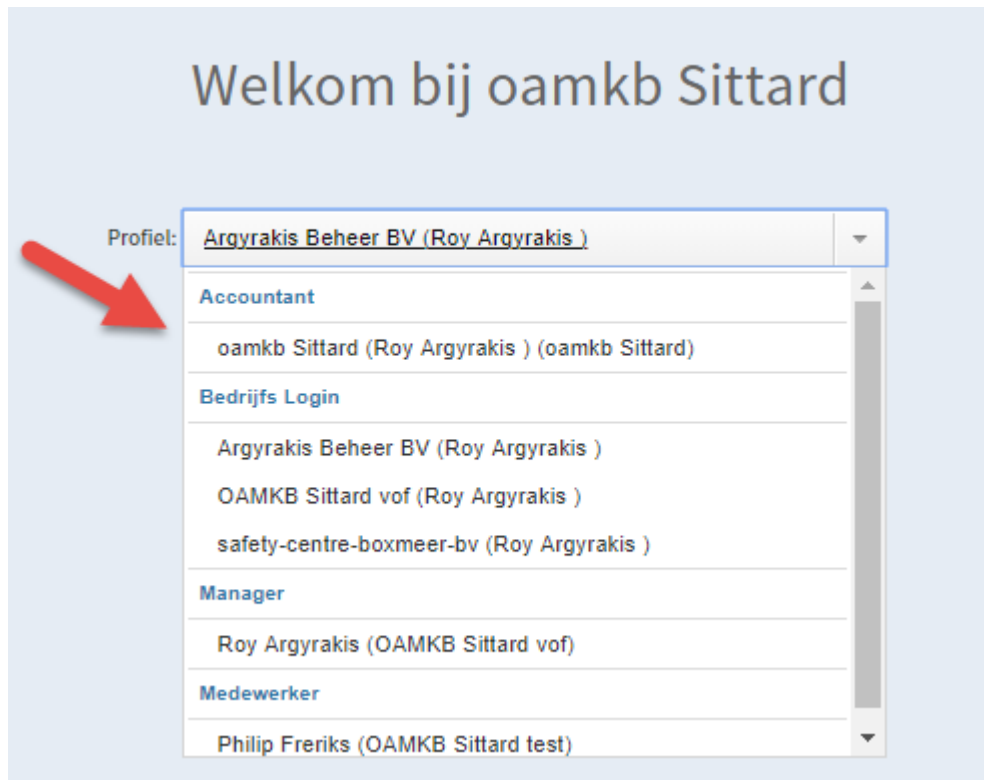 Welkom bij oamkb Sittard
Profiel: Argyrakis Beheer BV (Roy Argyrakis )
Accountant
oamkb Sittard (Roy Argyrakis ) (oamkb Sittard)
Bedrijfs Login
Argyrakis Beheer BV (Roy Argyrakis )
OAMKB Sittard vof (Roy Argyrakis )
safety-centre-boxmeer-bv (Roy Argyrakis )
Manager
Roy Argyrakis (OAMKB Sittard vof)
Medewerker
Philip Freriks (OAMKB Sittard test)